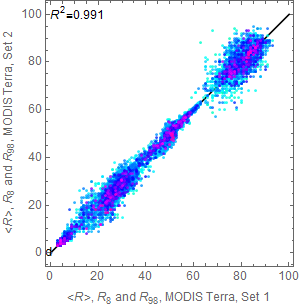 R²=0.991
100
80
60
40
20
0
0 20 40 60 80 100
<R>, R₈ and R₉₈, MODIS Terra, Set 2
<R>, R₈ and R₉₈, MODIS Terra, Set 1